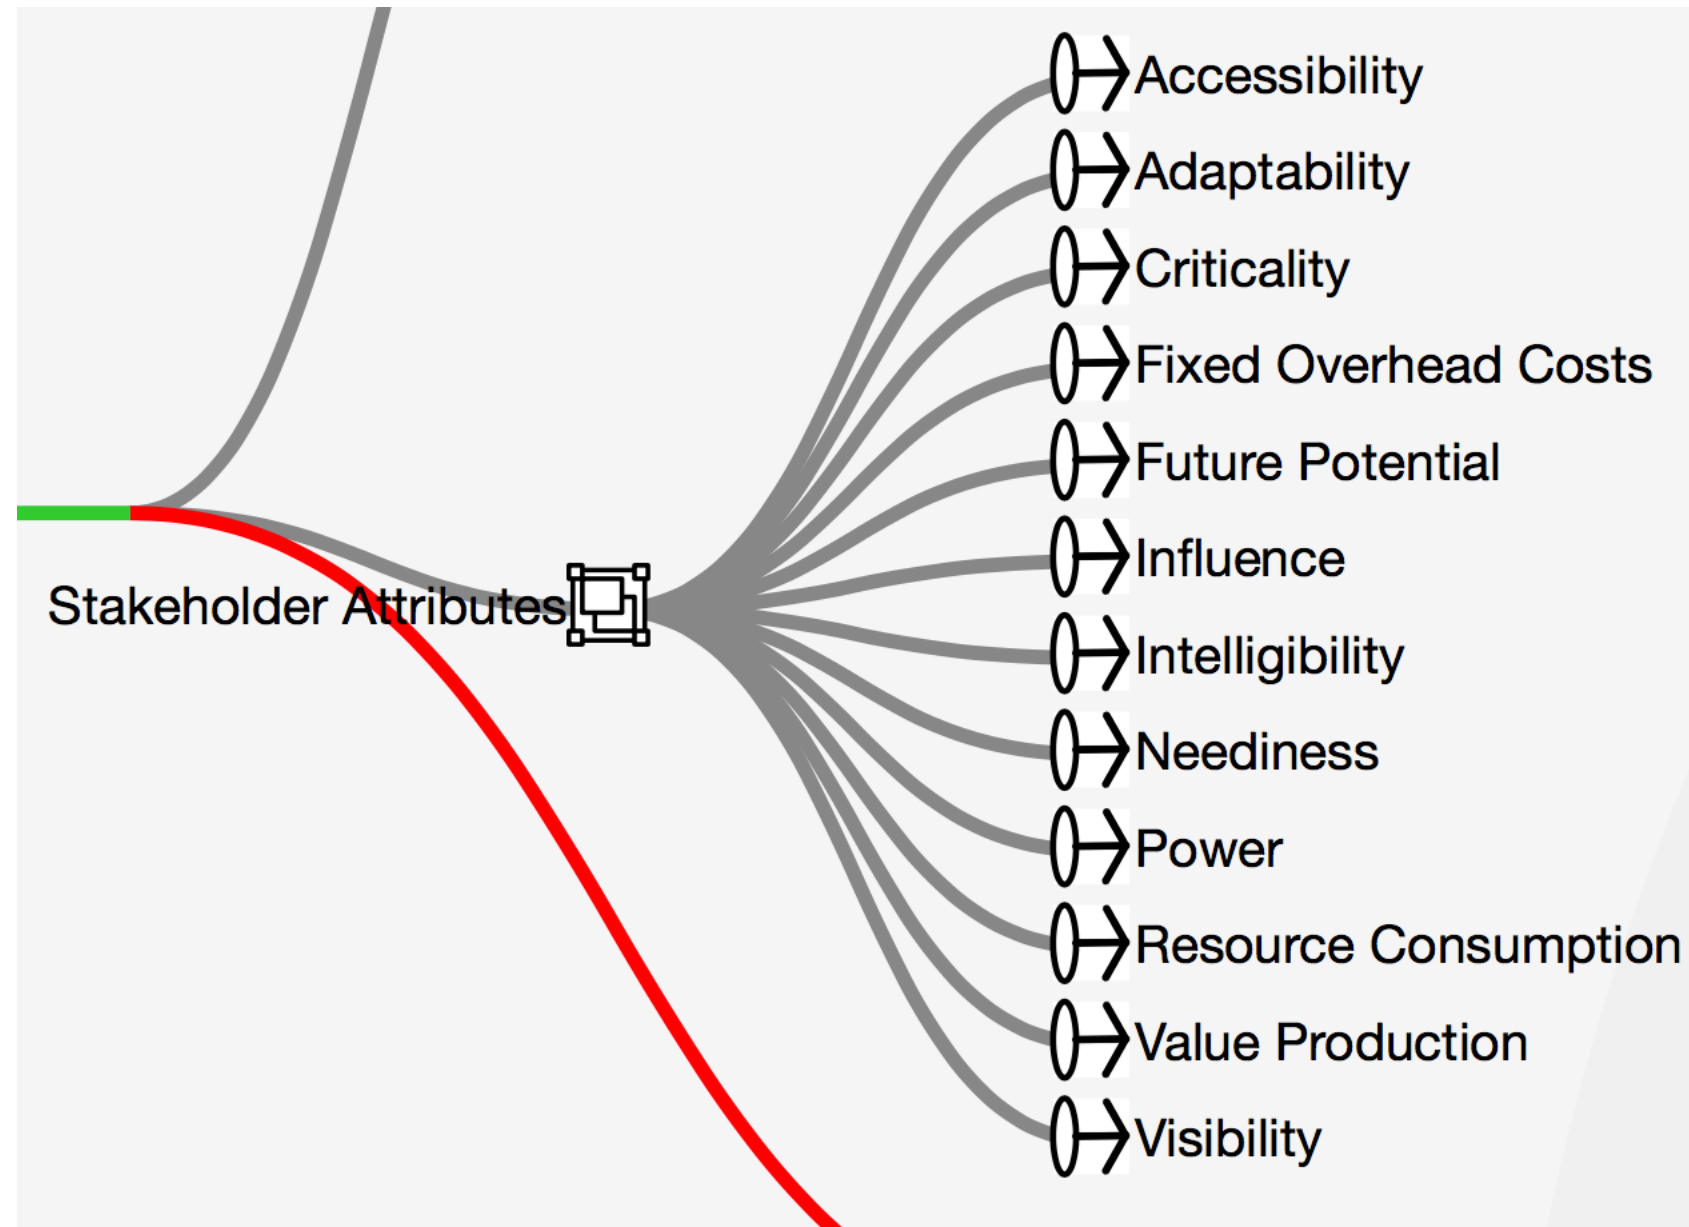 Accessibility
Adaptability
Criticality
Fixed Overhead Costs
Future Potential
Influence
Stakeholder Attributes
Intelligibility
Neediness
Power
Resource Consumption
Value Production
Visibility